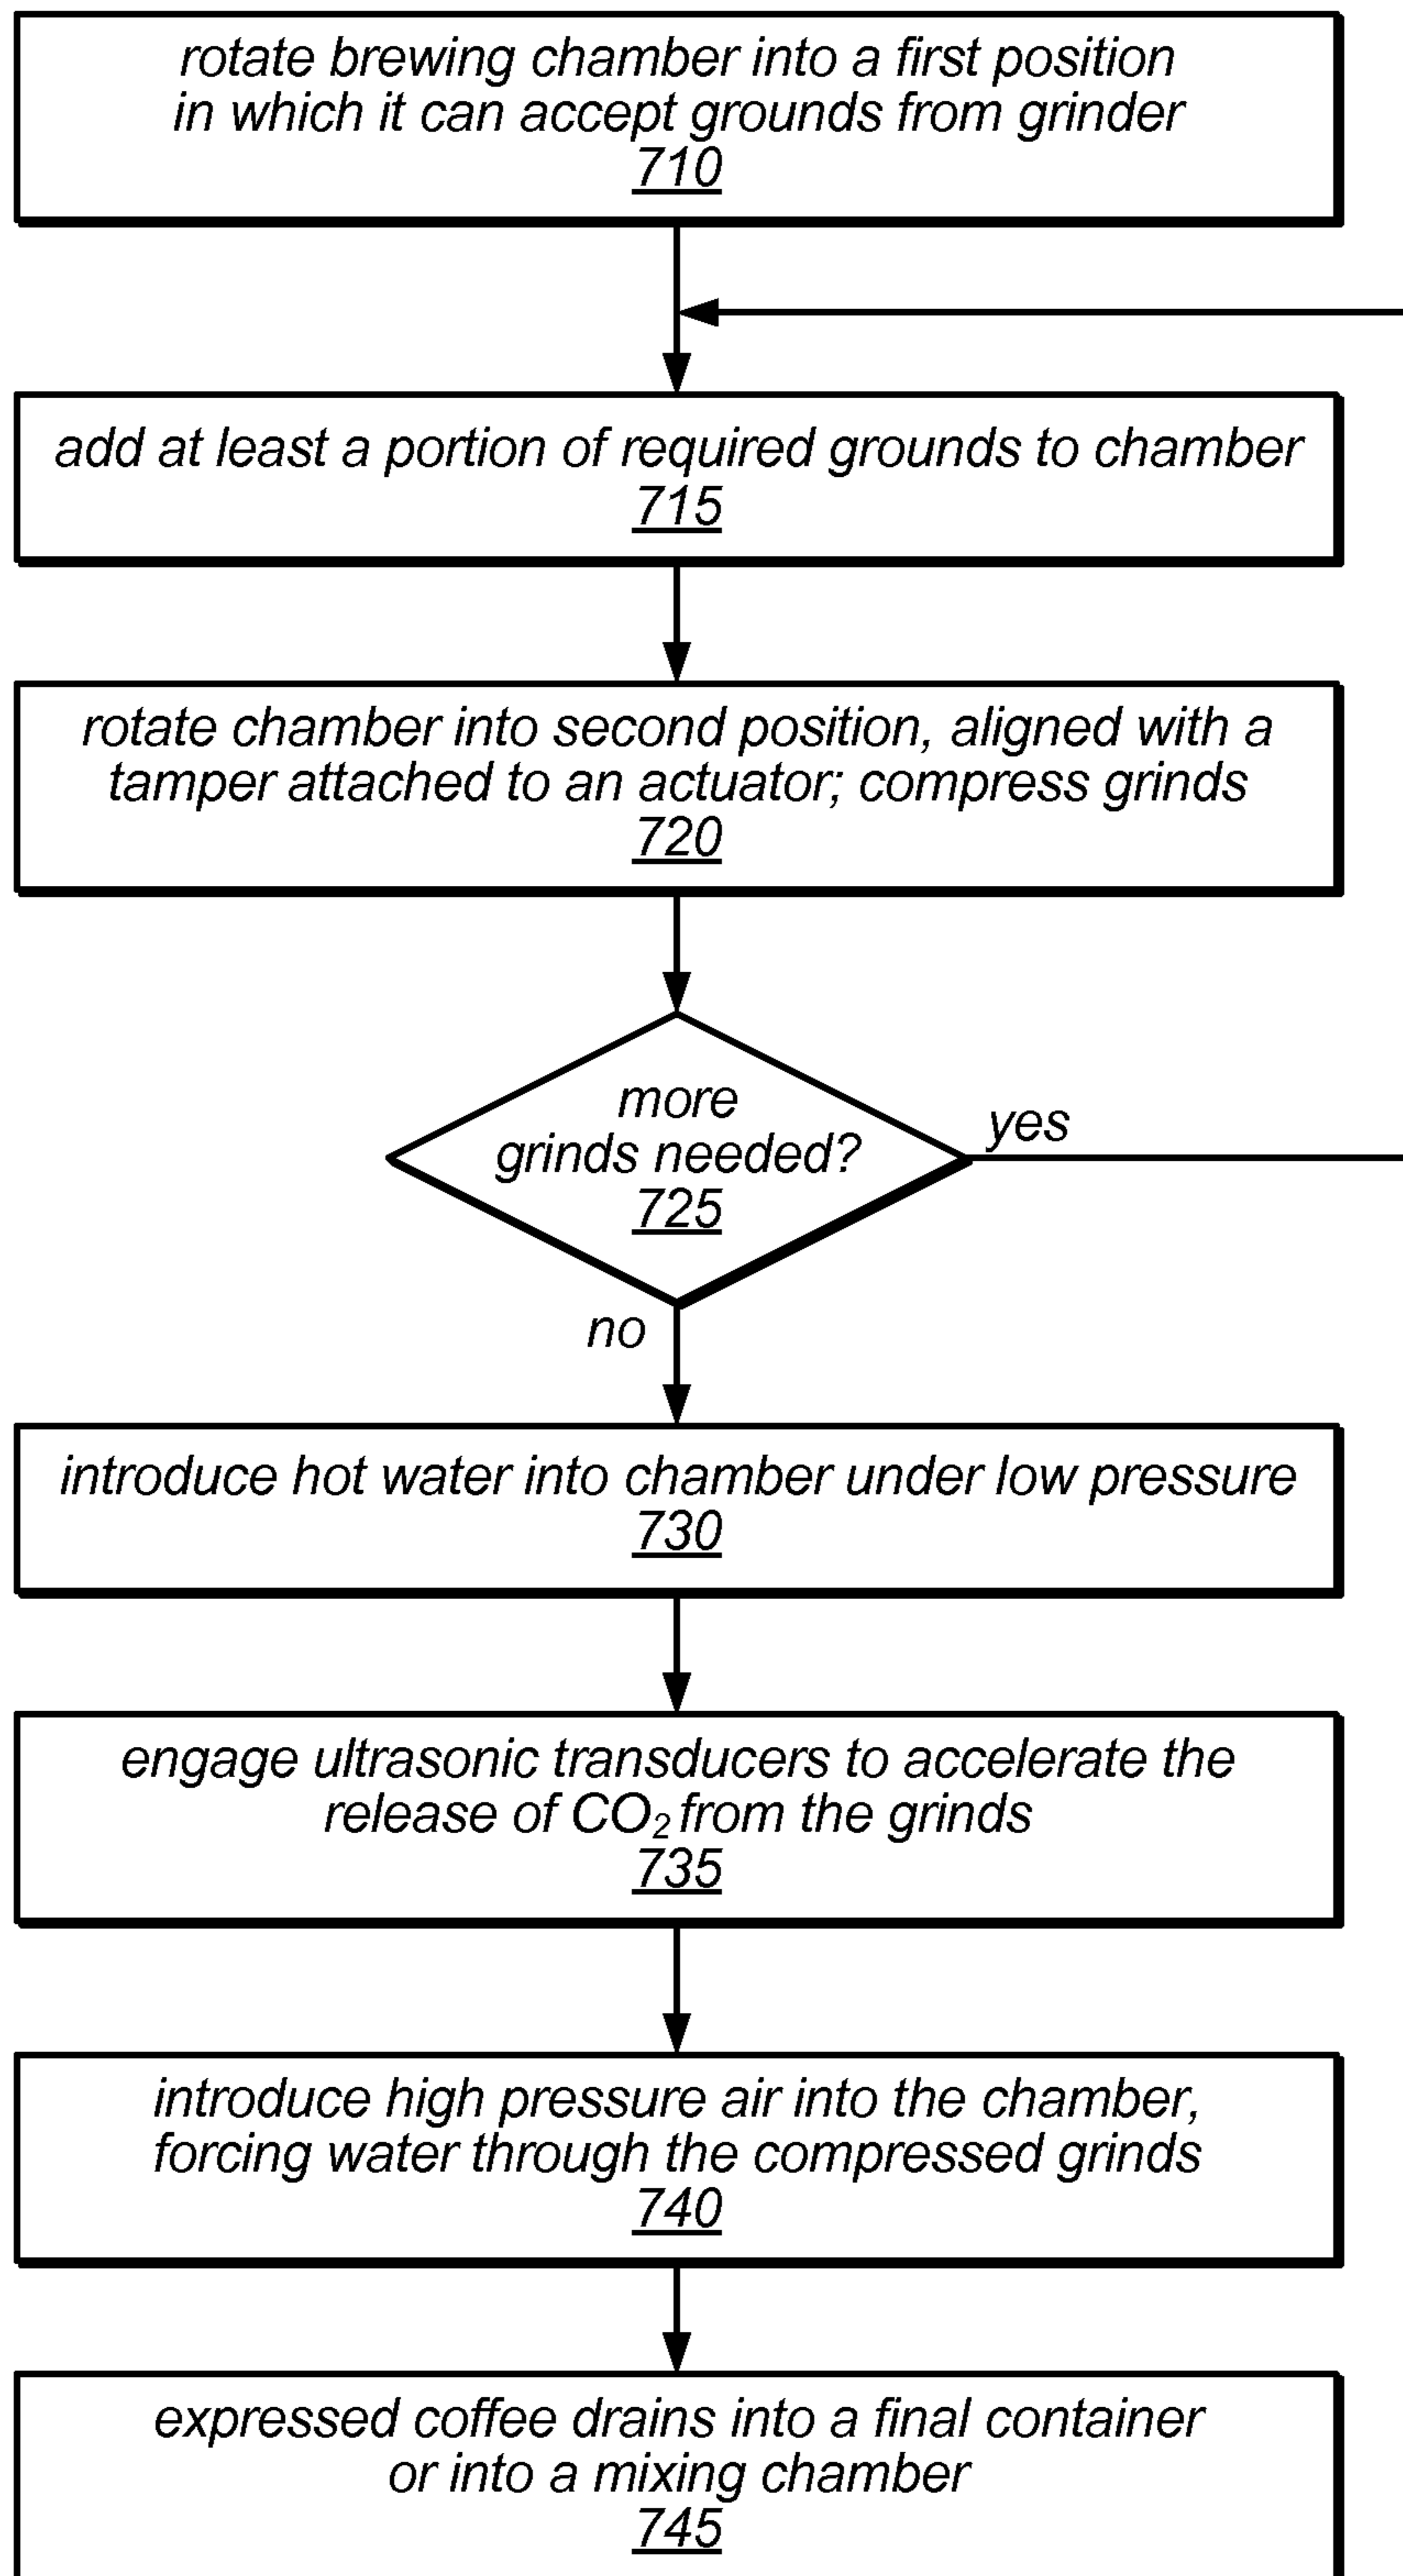 rotate brewing chamber into a first position
in which it can accept grounds from grinder
710
add at least a portion of required grounds to chamber
715
rotate chamber into second position, aligned with a
tamper attached to an actuator; compress grinds
720
more
grinds needed?
725
yes
no
introduce hot water into chamber under low pressure
730
engage ultrasonic transducers to accelerate the
release of CO₂ from the grinds
735
introduce high pressure air into the chamber,
forcing water through the compressed grinds
740
expressed coffee drains into a final container
or into a mixing chamber
745